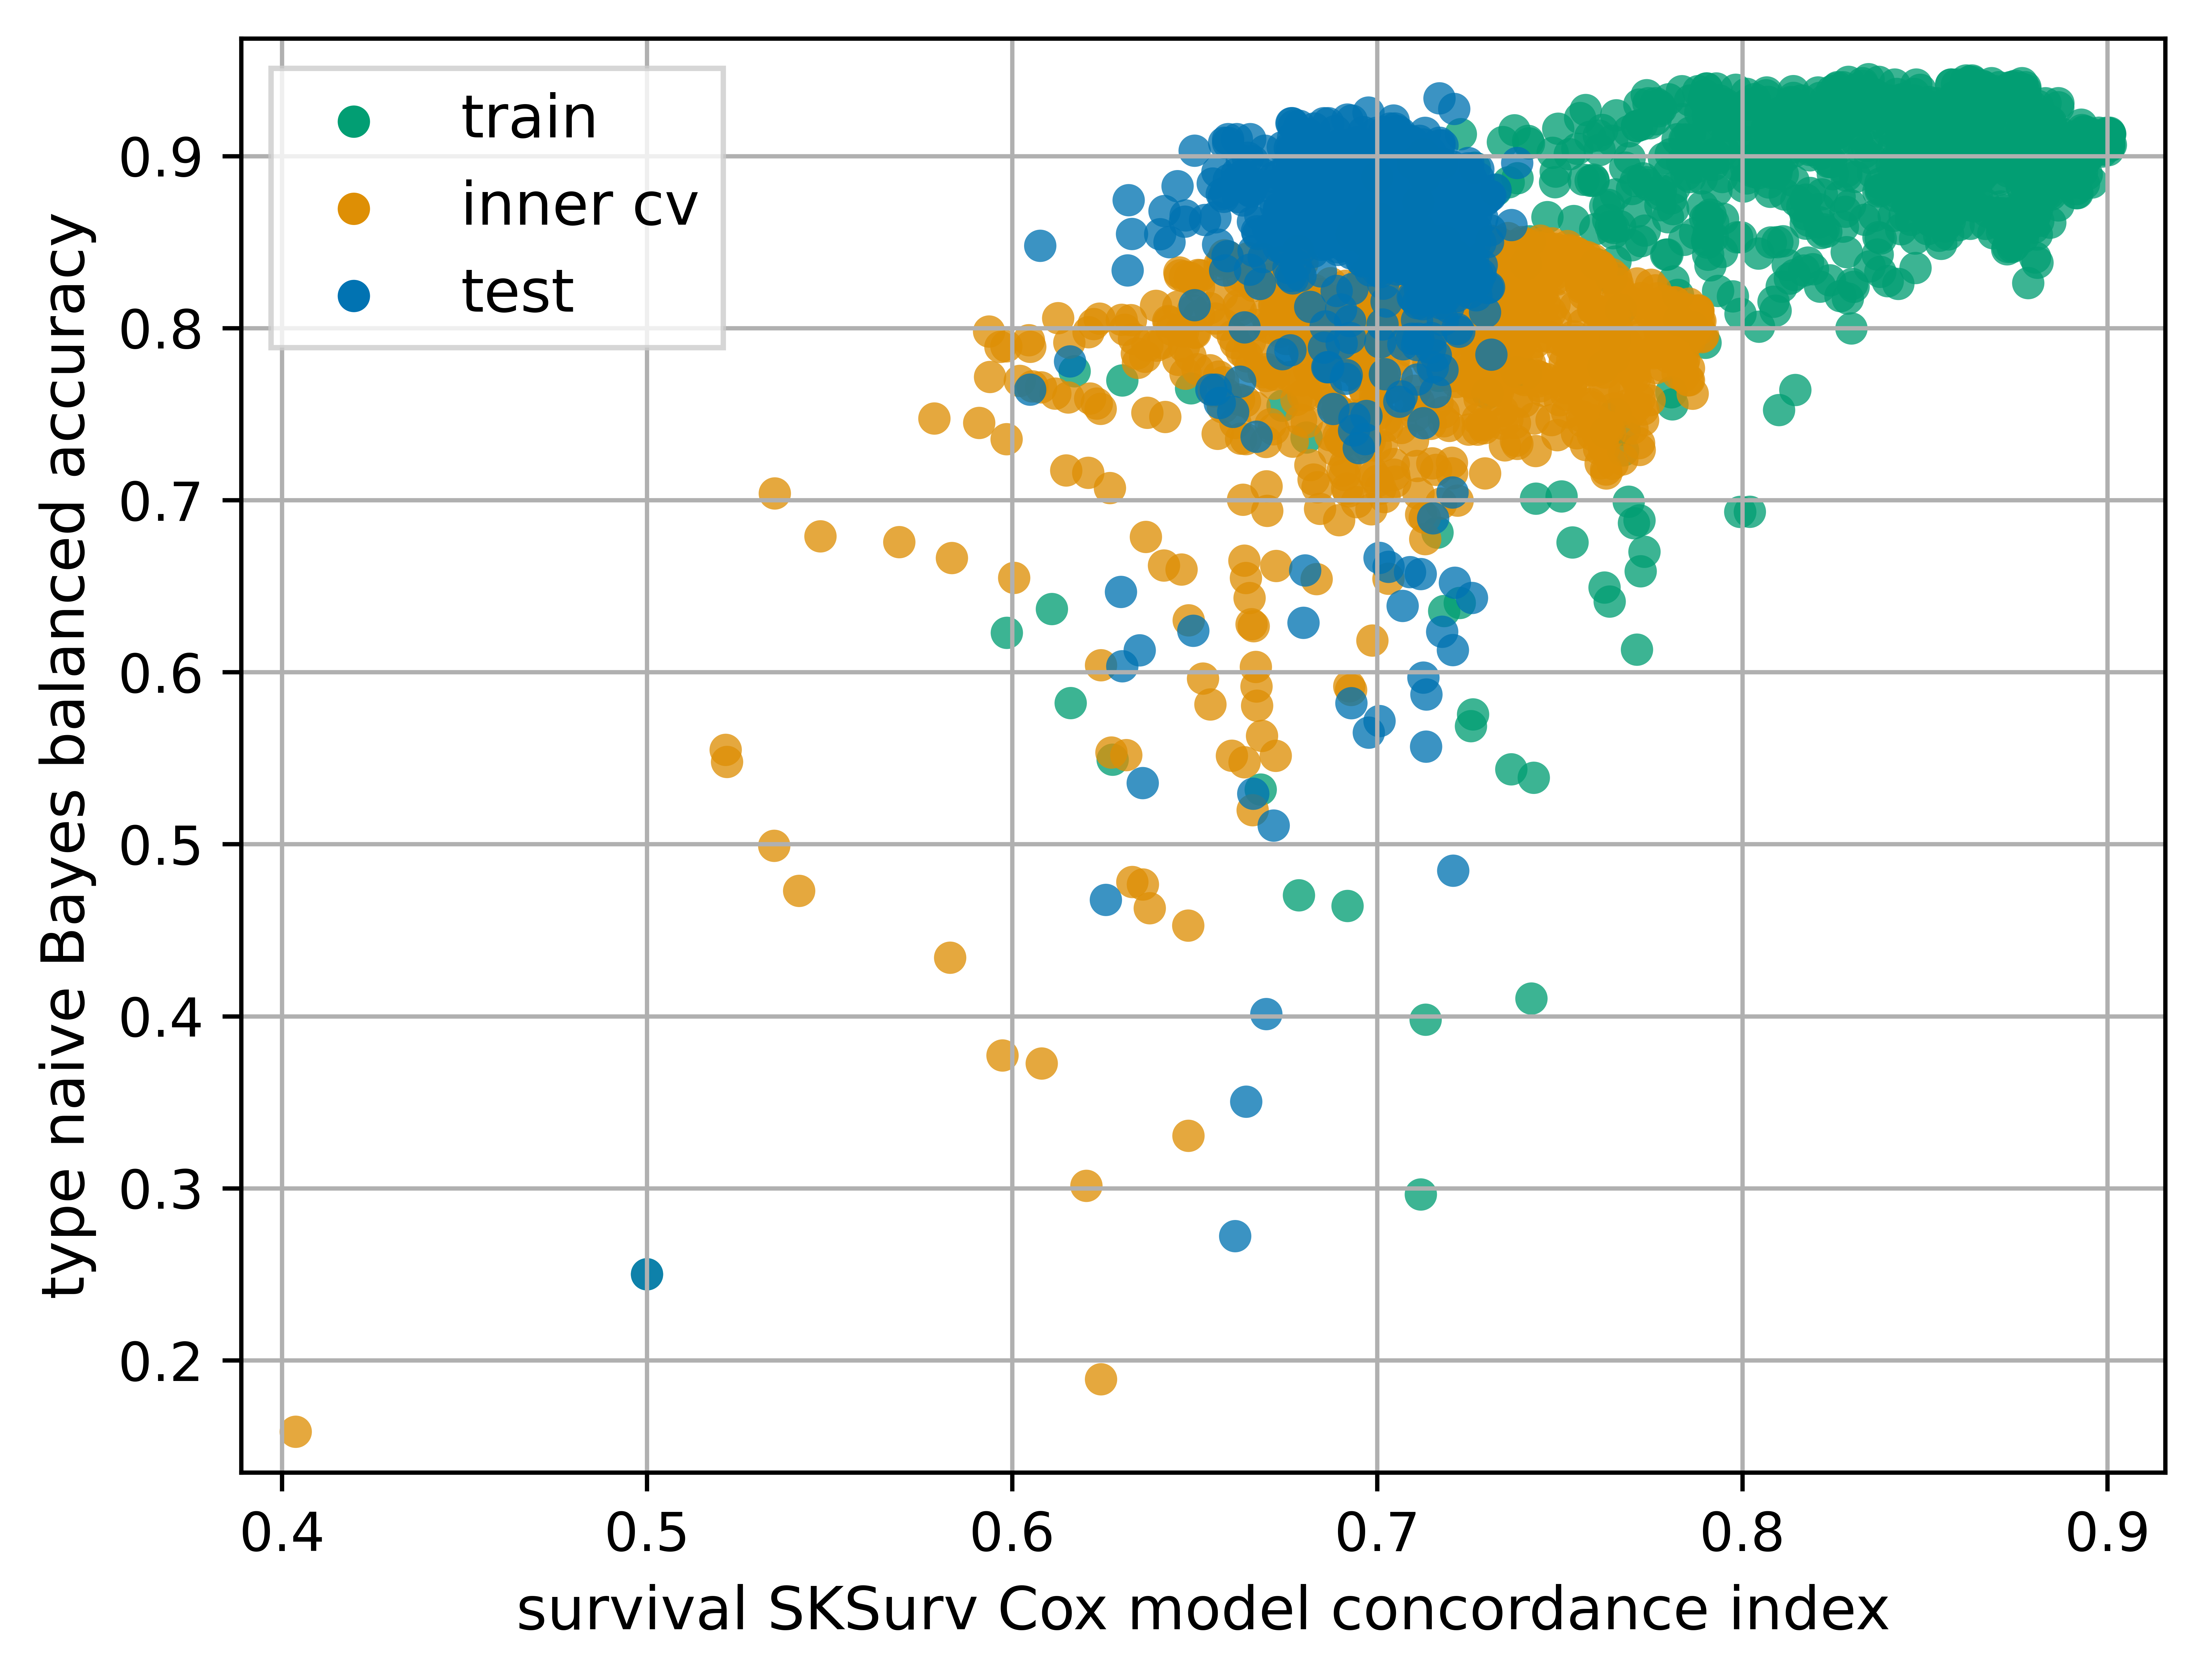 train
inner cv
test
0.9
0.8
0.7
0.6
0.5
0.4
0.3
0.2
type naive Bayes balanced accuracy
0.4 0.5 0.6 0.7 0.8 0.9
survival SKSurv Cox model concordance index